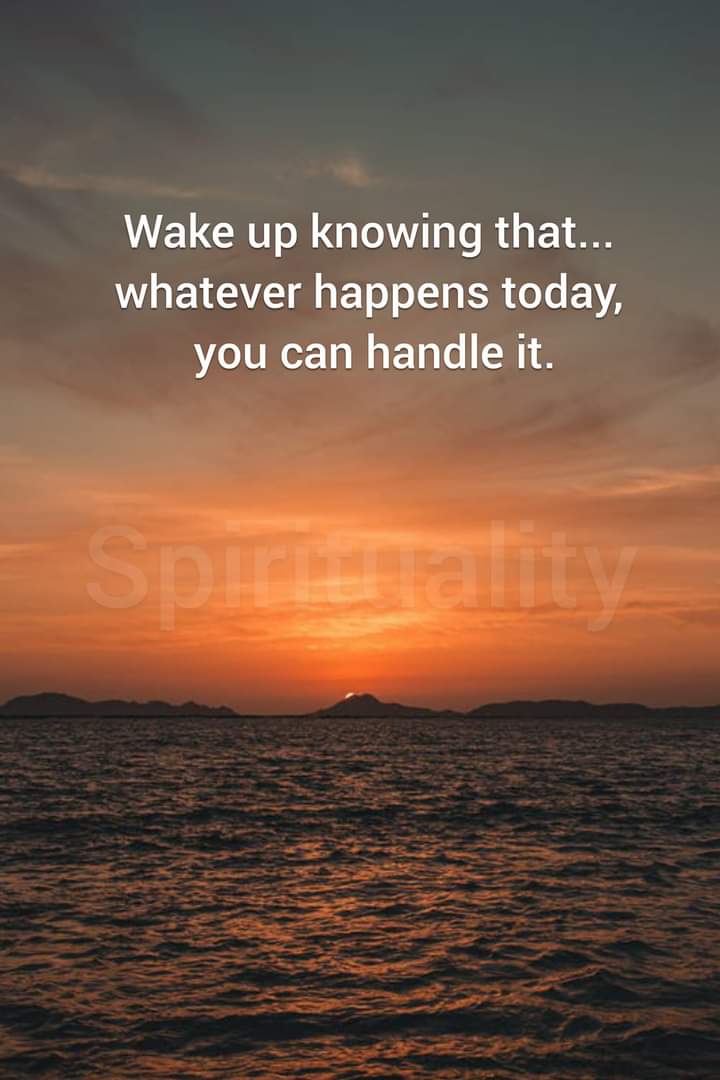 Wake up knowing that...
whatever happens today,
you can handle it.
Spirituality